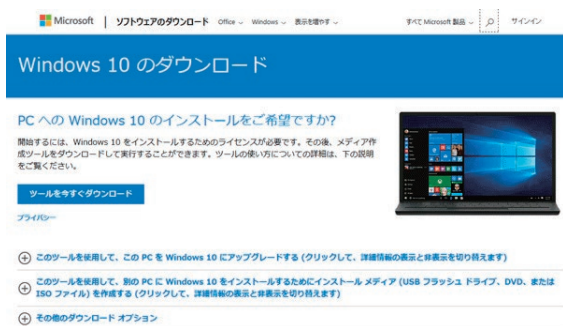 Microsoft
ソフトウェアのダウンロード
Office
Windows
表示を増やす
すべて Microsoft 製品
サインイン
Windows 10 のダウンロード
PC への Windows 10 のインストールをご希望ですか?
開始するには、Windows 10 をインストールするためのライセンスが必要です。その後、メディア作
成ツールをダウンロードして実行することができます。ツールの使い方についての詳細は、下の説明
をご覧ください。
ツールを今すぐダウンロード
プライバシー
このツールを使用して、この PC を Windows 10 にアップグレードする (クリックして、詳細情報の表示と非表示を切り替えます)
このツールを使用して、別の PC に Windows 10 をインストールするためにインストール メディア (USB フラッシュ ドライブ、DVD、または
ISO ファイル) を作成する (クリックして、詳細情報の表示と非表示を切り替えます)
その他のダウンロード オプション